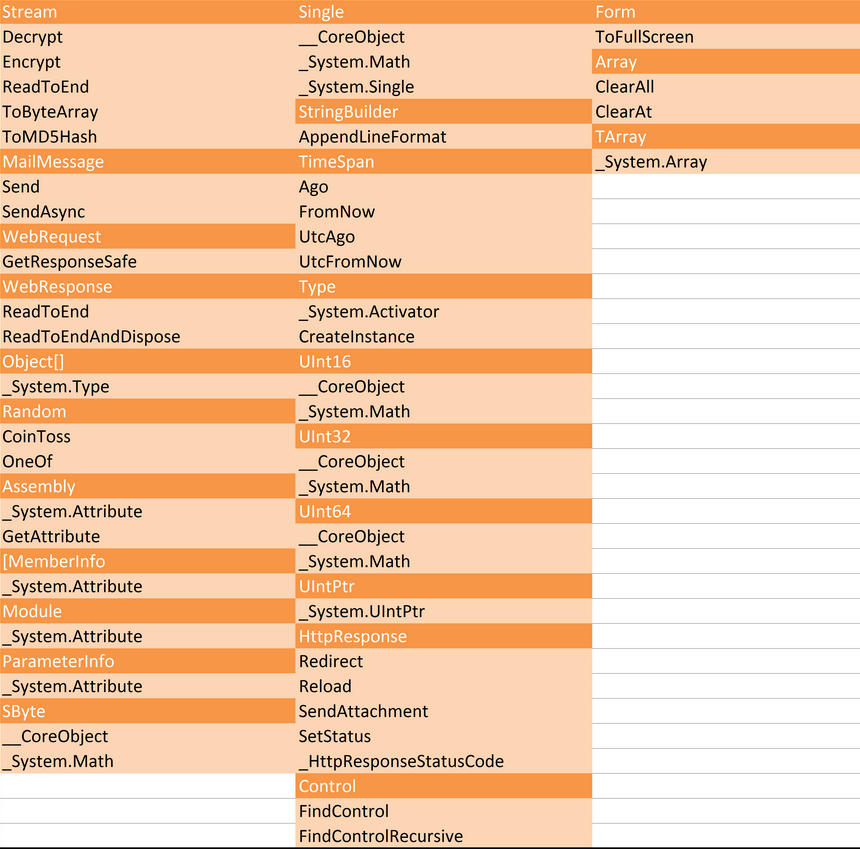 Stream
Decrypt
Encrypt
ReadToEnd
ToByteArray
ToMD5Hash
MailMessage
Send
SendAsync
WebRequest
GetResponseSafe
WebResponse
ReadToEnd
ReadToEndAndDispose
Object[]
_System.Type
Random
CoinToss
OneOf
Assembly
_System.Attribute
GetAttribute
[MemberInfo
_System.Attribute
Module
_System.Attribute
ParameterInfo
_System.Attribute
SByte
__CoreObject
_System.Math
Single
__CoreObject
_System.Math
_System.Single
StringBuilder
AppendLineFormat
TimeSpan
Ago
FromNow
UtcAgo
UtcFromNow
Type
_System.Activator
CreateInstance
UInt16
__CoreObject
_System.Math
UInt32
__CoreObject
_System.Math
UInt64
__CoreObject
_System.Math
UIntPtr
_System.UIntPtr
HttpResponse
Redirect
Reload
SendAttachment
SetStatus
_HttpResponseStatusCode
Control
FindControl
FindControlRecursive
Form
ToFullScreen
Array
ClearAll
ClearAt
TArray
_System.Array